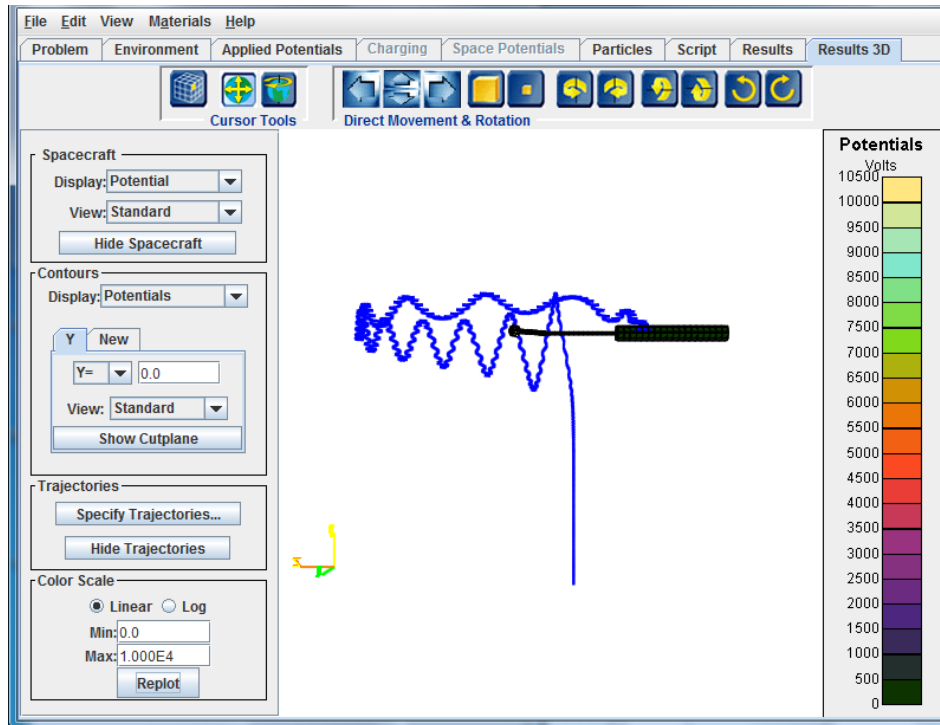 File Edit View Materials Help
Problem Environment Applied Potentials Charging Space Potentials Particles Script Results Results 3D
Cursor Tools Direct Movement & Rotation
Spacecraft
Display: Potential
View: Standard
Hide Spacecraft
Contours
Display: Potentials
Y New
Y= 0.0
View: Standard
Show Cutplane
Trajectories
Specify Trajectories...
Hide Trajectories
Color Scale
Linear Log
Min: 0.0
Max: 1.000E4
Replot
Potentials
Volts
10500
10000
9500
9000
8500
8000
7500
7000
6500
6000
5500
5000
4500
4000
3500
3000
2500
2000
1500
1000
500
0